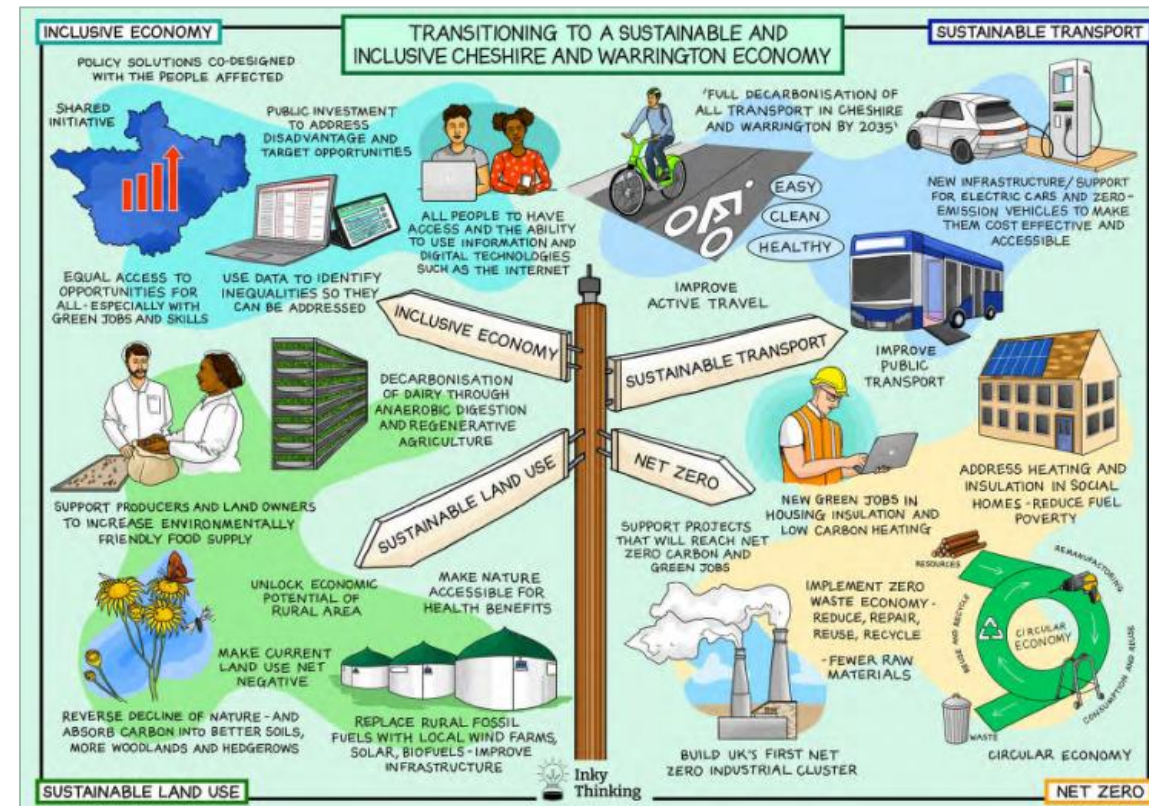 INCLUSIVE ECONOMY
TRANSITIONING TO A SUSTAINABLE AND
INCLUSIVE CHESHIRE AND WARRINGTON ECONOMY
SUSTAINABLE TRANSPORT
POLICY SOLUTIONS CO-DESIGNED
WITH THE PEOPLE AFFECTED
SHARED
INITIATIVE
PUBLIC INVESTMENT
TO ADDRESS
DISADVANTAGE AND
TARGET OPPORTUNITIES
ALL PEOPLE TO HAVE
ACCESS AND THE ABILITY
TO USE INFORMATION AND
DIGITAL TECHNOLOGIES
SUCH AS THE INTERNET
EQUAL ACCESS TO
OPPORTUNITIES FOR
ALL - ESPECIALLY WITH
GREEN JOBS AND SKILLS
USE DATA TO IDENTIFY
INEQUALITIES SO THEY
CAN BE ADDRESSED
'FULL DECARBONISATION OF
ALL TRANSPORT IN CHESHIRE
AND WARRINGTON BY 2035'
EASY
CLEAN
HEALTHY
IMPROVE
ACTIVE TRAVEL
NEW INFRASTRUCTURE/SUPPORT
FOR ELECTRIC CARS AND ZERO-
EMISSION VEHICLES TO MAKE
THEM COST EFFECTIVE AND
ACCESSIBLE
IMPROVE
PUBLIC
TRANSPORT
INCLUSIVE ECONOMY
SUSTAINABLE TRANSPORT
SUSTAINABLE LAND USE
NET ZERO
DECARBONISATION
OF DAIRY THROUGH
ANAEROBIC DIGESTION
AND REGENERATIVE
AGRICULTURE
SUPPORT PRODUCERS AND LAND OWNERS
TO INCREASE ENVIRONMENTALLY
FRIENDLY FOOD SUPPLY
UNLOCK ECONOMIC
POTENTIAL OF
RURAL AREA
MAKE NATURE
ACCESSIBLE FOR
HEALTH BENEFITS
MAKE CURRENT
LAND USE NET
NEGATIVE
REVERSE DECLINE OF NATURE - AND
ABSORB CARBON INTO BETTER SOILS,
MORE WOODLANDS AND HEDGEROWS
REPLACE RURAL FOSSIL
FUELS WITH LOCAL WIND FARMS,
SOLAR, BIOFUELS - IMPROVE
INFRASTRUCTURE
NEW GREEN JOBS IN
HOUSING INSULATION AND
LOW CARBON HEATING
ADDRESS HEATING AND
INSULATION IN SOCIAL
HOMES - REDUCE FUEL
POVERTY
SUPPORT PROJECTS
THAT WILL REACH NET
ZERO CARBON AND
GREEN JOBS
IMPLEMENT ZERO
WASTE ECONOMY -
REDUCE, REPAIR,
REUSE, RECYCLE
- FEWER RAW
MATERIALS
BUILD UK'S FIRST NET
ZERO INDUSTRIAL CLUSTER
RESOURCES
REMANUFACTURING
CIRCULAR
ECONOMY
REUSE AND RECYCLE
CONSUMPTION AND REUSE
WASTE
CIRCULAR ECONOMY
SUSTAINABLE LAND USE
Inky
Thinking
NET ZERO